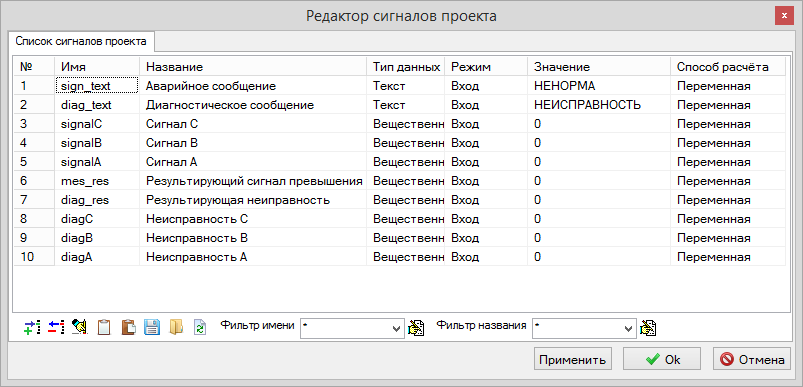 Редактор сигналов проекта
x
Список сигналов проекта
№ Имя Название Тип данных Режим Значение Способ расчёта
1 sign_text Аварийное сообщение Текст Вход НЕНОРМА Переменная
2 diag_text Диагностическое сообщение Текст Вход НЕИСПРАВНОСТЬ Переменная
3 signalC Сигнал C Вещественн Вход 0 Переменная
4 signalB Сигнал B Вещественн Вход 0 Переменная
5 signalA Сигнал A Вещественн Вход 0 Переменная
6 mes_res Результирующий сигнал превышения Вещественн Вход 0 Переменная
7 diag_res Результирующая неиправность Вещественн Вход 0 Переменная
8 diagC Неисправность C Вещественн Вход 0 Переменная
9 diagB Неисправность B Вещественн Вход 0 Переменная
10 diagA Неисправность A Вещественн Вход 0 Переменная
Фильтр имени * Фильтр названия *
Применить Ok Отмена